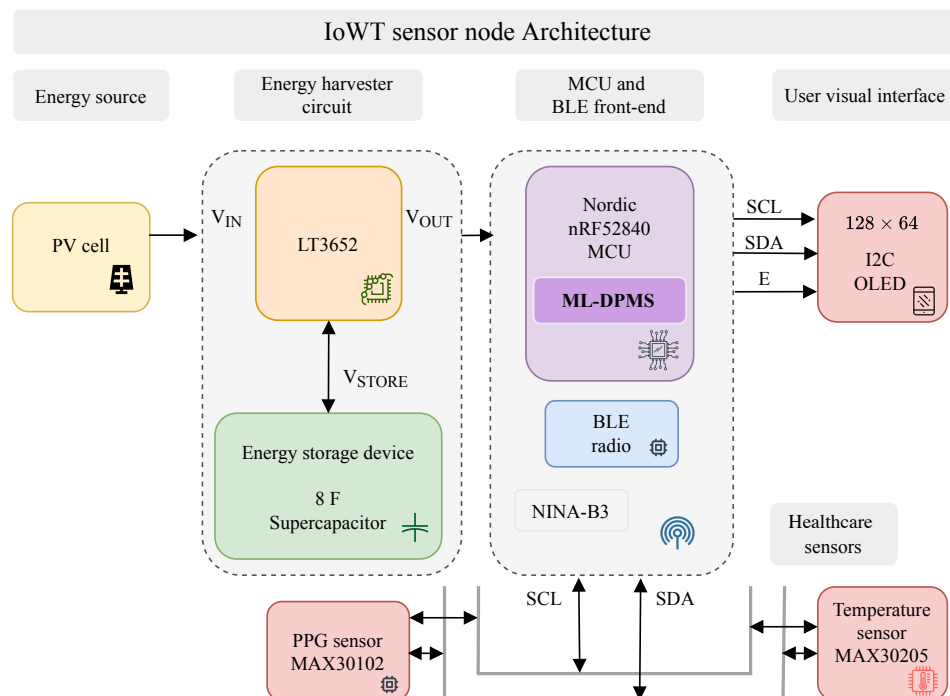 IoWT sensor node Architecture
Energy source
Energy harvester
circuit
MCU and
BLE front-end
User visual interface
PV cell
V_IN
LT3652
V_OUT
V_STORE
Energy storage device
8 F
Supercapacitor
Nordic
nRF52840
MCU
ML-DPMS
BLE
radio
NINA-B3
SCL
SDA
E
128 × 64
I2C
OLED
Healthcare
sensors
SCL
SDA
PPG sensor
MAX30102
Temperature
sensor
MAX30205